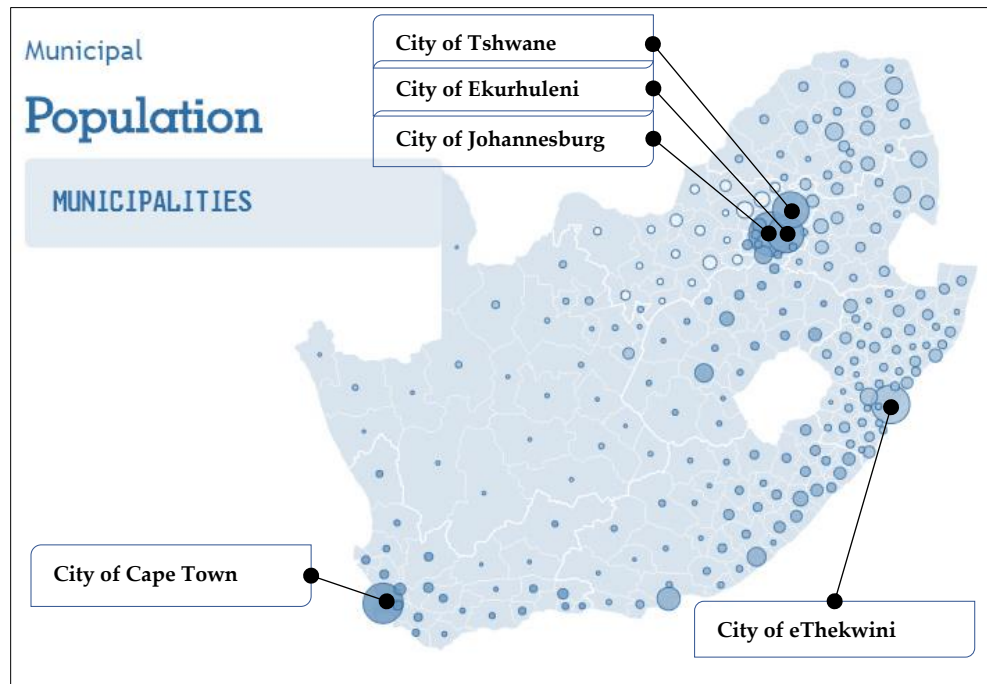 Municipal
Population
MUNICIPALITIES
City of Tshwane
City of Ekurhuleni
City of Johannesburg
City of Cape Town
City of eThekwini